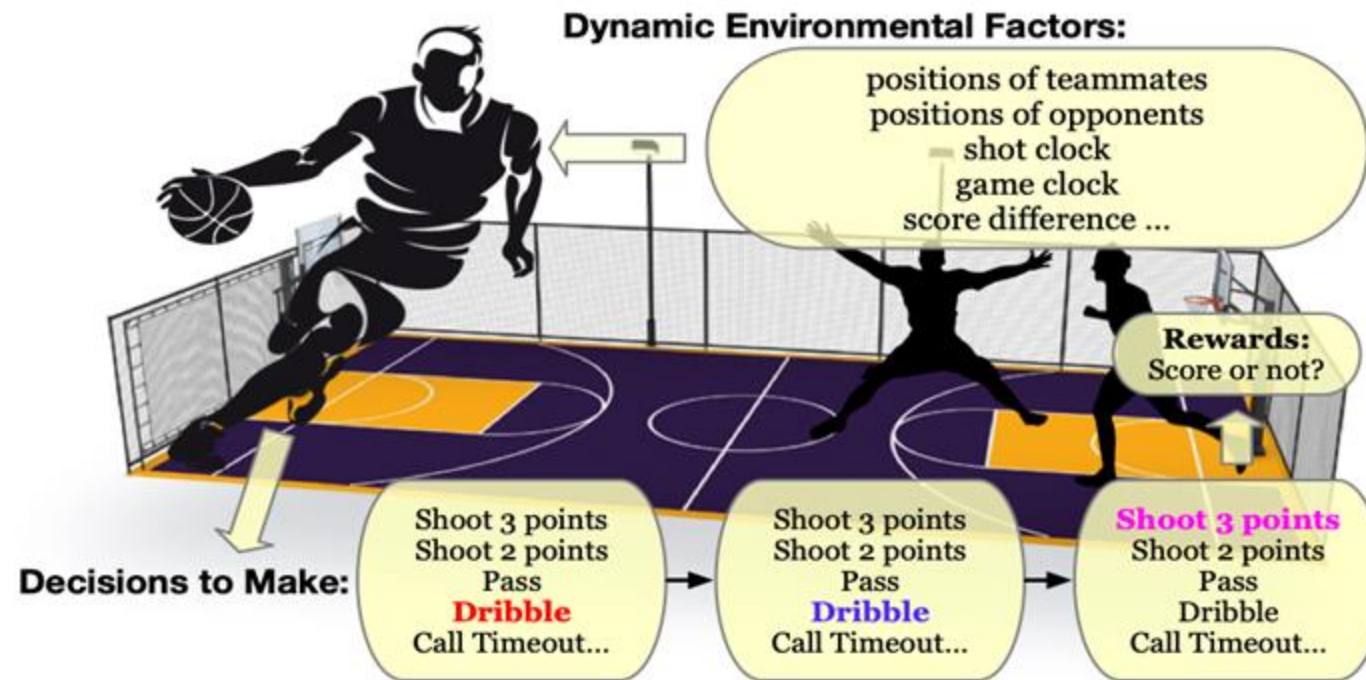 Dynamic Environmental Factors:
positions of teammates
positions of opponents
shot clock
game clock
score difference ...
Rewards:
Score or not?
Decisions to Make:
Shoot 3 points
Shoot 2 points
Pass
Dribble
Call Timeout...
Shoot 3 points
Shoot 2 points
Pass
Dribble
Call Timeout...
Shoot 3 points
Shoot 2 points
Pass
Dribble
Call Timeout...